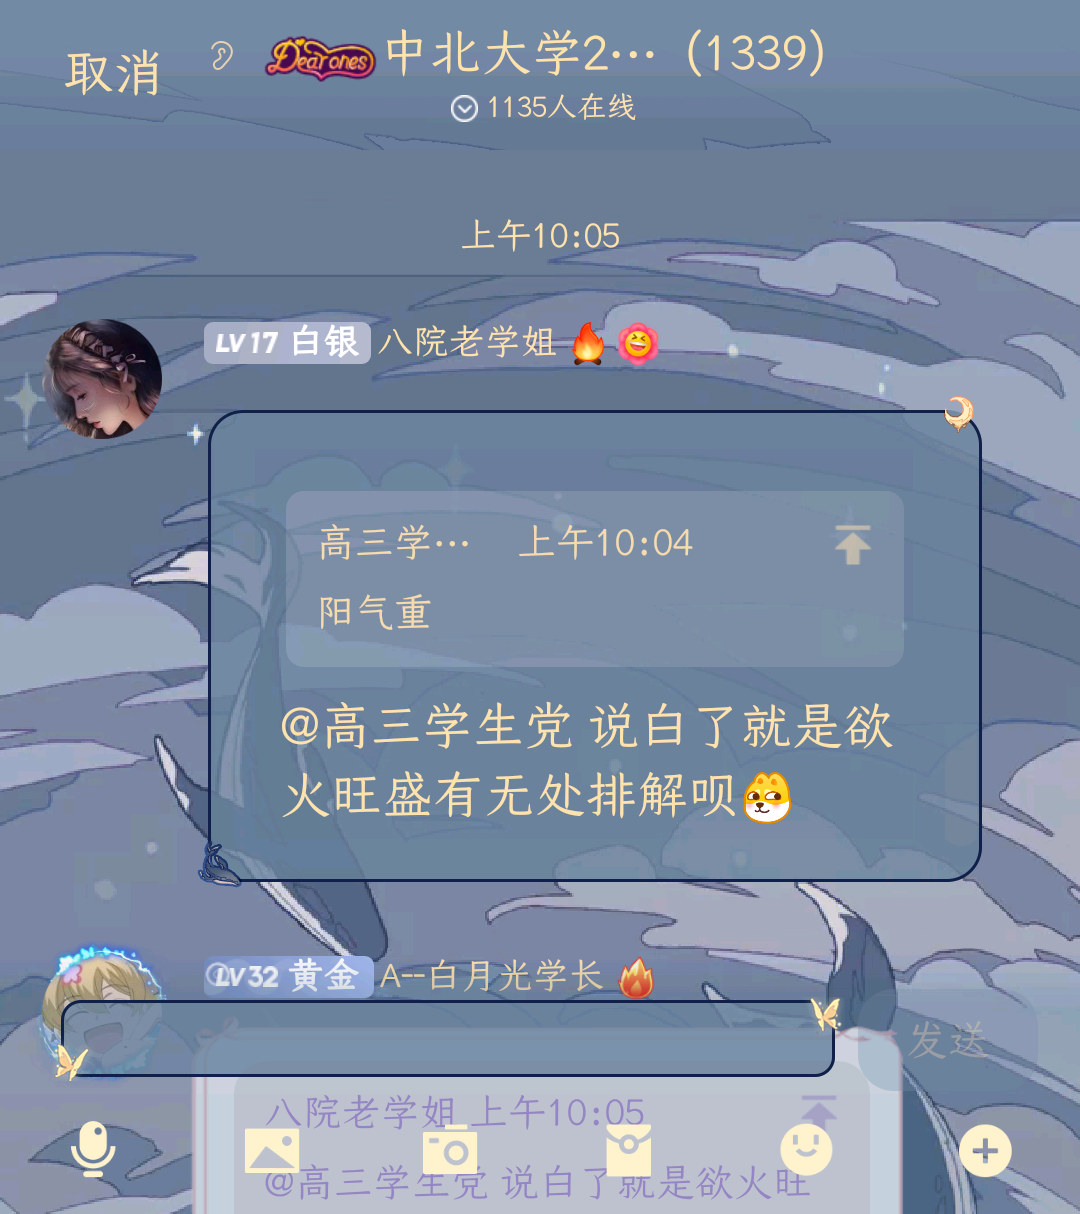 取消
Dear ones 中北大学2… (1339)
1135人在线
上午10:05
LV17 白银 八院老学姐
高三学… 上午10:04
阳气重
@高三学生党 说白了就是欲
火旺盛有无处排解呗
LV32 黄金 A--白月光学长
发送
八院老学姐 上午10:05
@高三学生党 说白了就是欲火旺